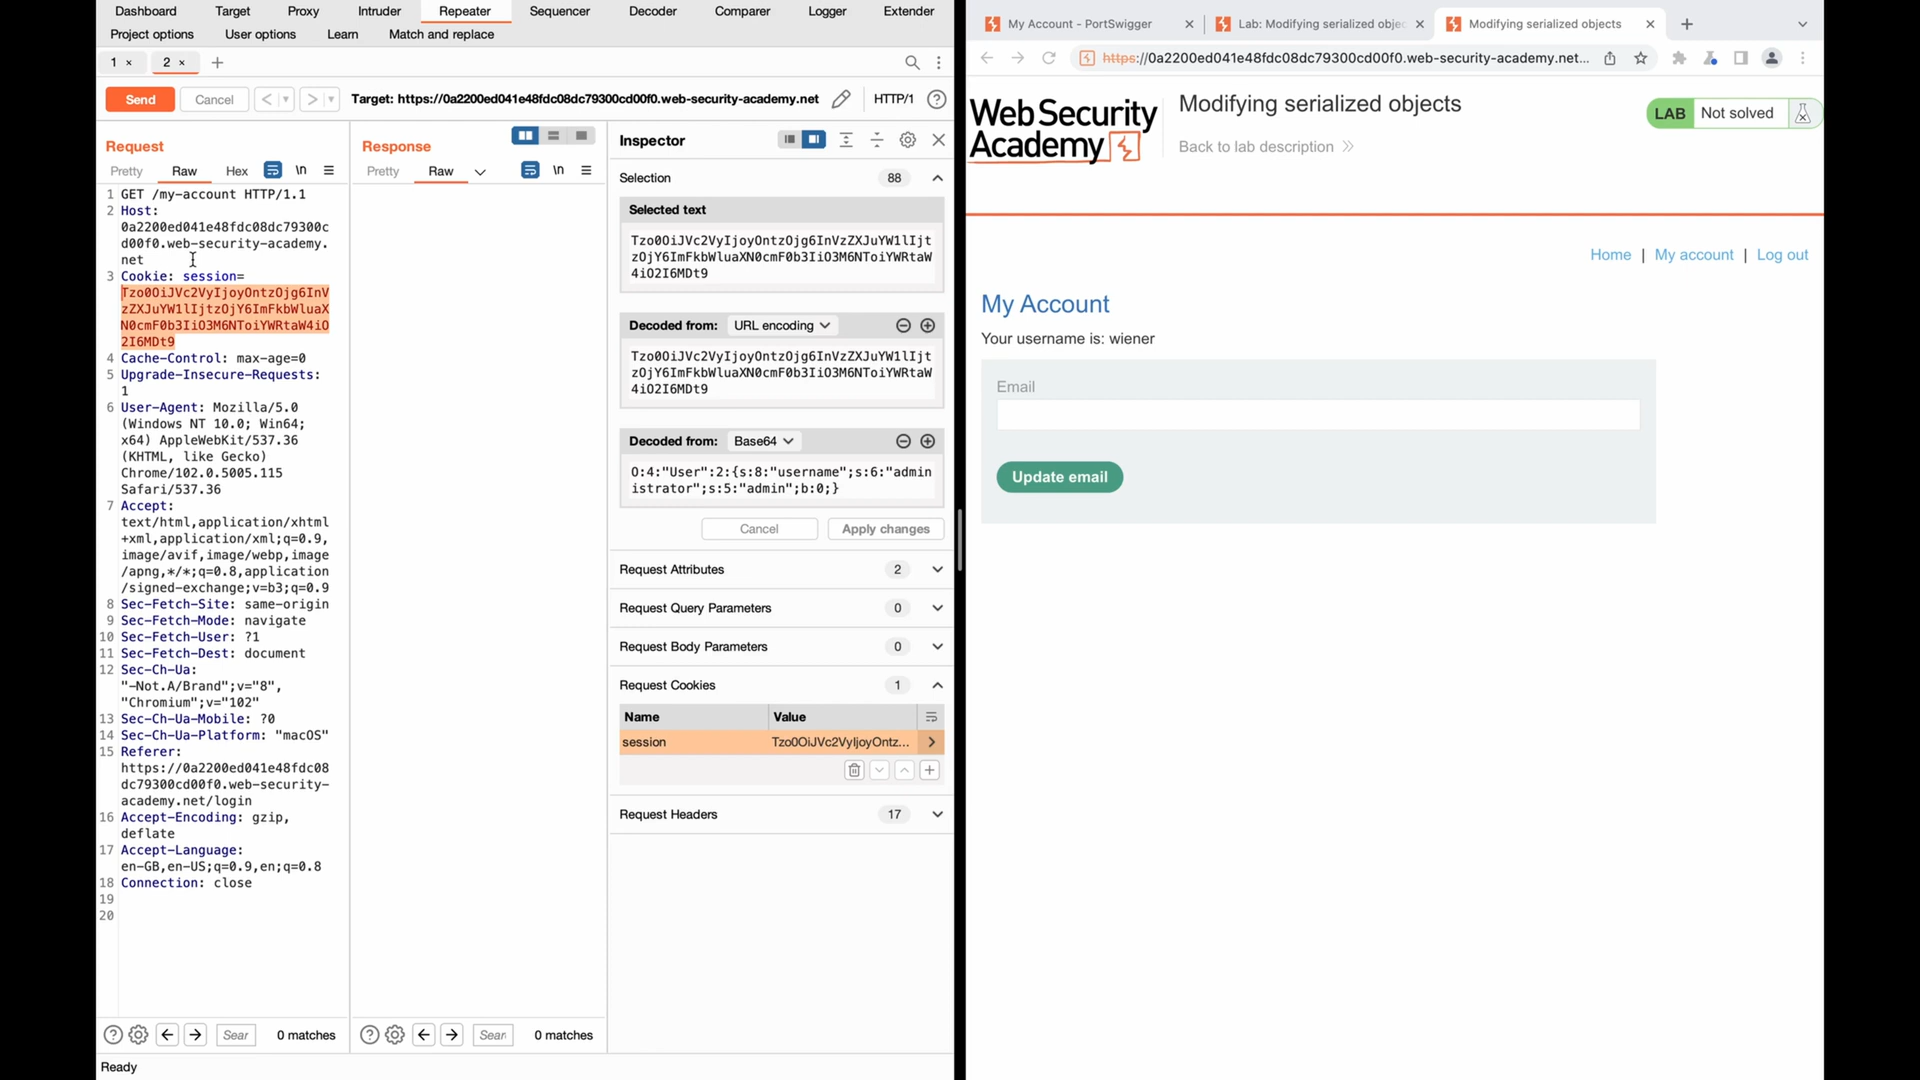 Dashboard Target Proxy Intruder Repeater Sequencer Decoder Comparer Logger Extender
Project options User options Learn Match and replace
1 × 2 × +
Send Cancel < > Target: https://0a2200ed041e48fdc08dc79300cd00f0.web-security-academy.net HTTP/1
Request
Pretty Raw Hex \n
1 GET /my-account HTTP/1.1
2 Host:
0a2200ed041e48fdc08dc79300c
d00f0.web-security-academy.
net
3 Cookie: session=
Tzo0OiJVc2VyIjoyOntzOjg6InV
zZXJuYW1lIjtzOjY6ImFkbWluaX
N0cmF0b3IiO3M6NToiYWRtaW4iO
2I6MDt9
4 Cache-Control: max-age=0
5 Upgrade-Insecure-Requests:
1
6 User-Agent: Mozilla/5.0
(Windows NT 10.0; Win64;
x64) AppleWebKit/537.36
(KHTML, like Gecko)
Chrome/102.0.5005.115
Safari/537.36
7 Accept:
text/html,application/xhtml
+xml,application/xml;q=0.9,
image/avif,image/webp,image
/apng,*/*;q=0.8,application
/signed-exchange;v=b3;q=0.9
8 Sec-Fetch-Site: same-origin
9 Sec-Fetch-Mode: navigate
10 Sec-Fetch-User: ?1
11 Sec-Fetch-Dest: document
12 Sec-Ch-Ua:
"-Not.A/Brand";v="8",
"Chromium";v="102"
13 Sec-Ch-Ua-Mobile: ?0
14 Sec-Ch-Ua-Platform: "macOS"
15 Referer:
https://0a2200ed041e48fdc08
dc79300cd00f0.web-security-
academy.net/login
16 Accept-Encoding: gzip,
deflate
17 Accept-Language:
en-GB,en-US;q=0.9,en;q=0.8
18 Connection: close
19
20
Sear 0 matches
Ready
Response
Pretty Raw \n
Sear 0 matches
Inspector
Selection 88
Selected text
Tzo0OiJVc2VyIjoyOntzOjg6InVzZXJuYW1lIjt
zOjY6ImFkbWluaXN0cmF0b3IiO3M6NToiYWRtaW
4iO2I6MDt9
Decoded from: URL encoding
Tzo0OiJVc2VyIjoyOntzOjg6InVzZXJuYW1lIjt
zOjY6ImFkbWluaXN0cmF0b3IiO3M6NToiYWRtaW
4iO2I6MDt9
Decoded from: Base64
O:4:"User":2:{s:8:"username";s:6:"admin
istrator";s:5:"admin";b:0;}
Cancel Apply changes
Request Attributes 2
Request Query Parameters 0
Request Body Parameters 0
Request Cookies 1
Name Value
session Tzo0OiJVc2VyIjoyOntz...
Request Headers 17
My Account - PortSwigger × Lab: Modifying serialized objec × Modifying serialized objects × +
https://0a2200ed041e48fdc08dc79300cd00f0.web-security-academy.net...
Web Security
Academy
Modifying serialized objects
Back to lab description
LAB Not solved
Home | My account | Log out
My Account
Your username is: wiener
Email
Update email